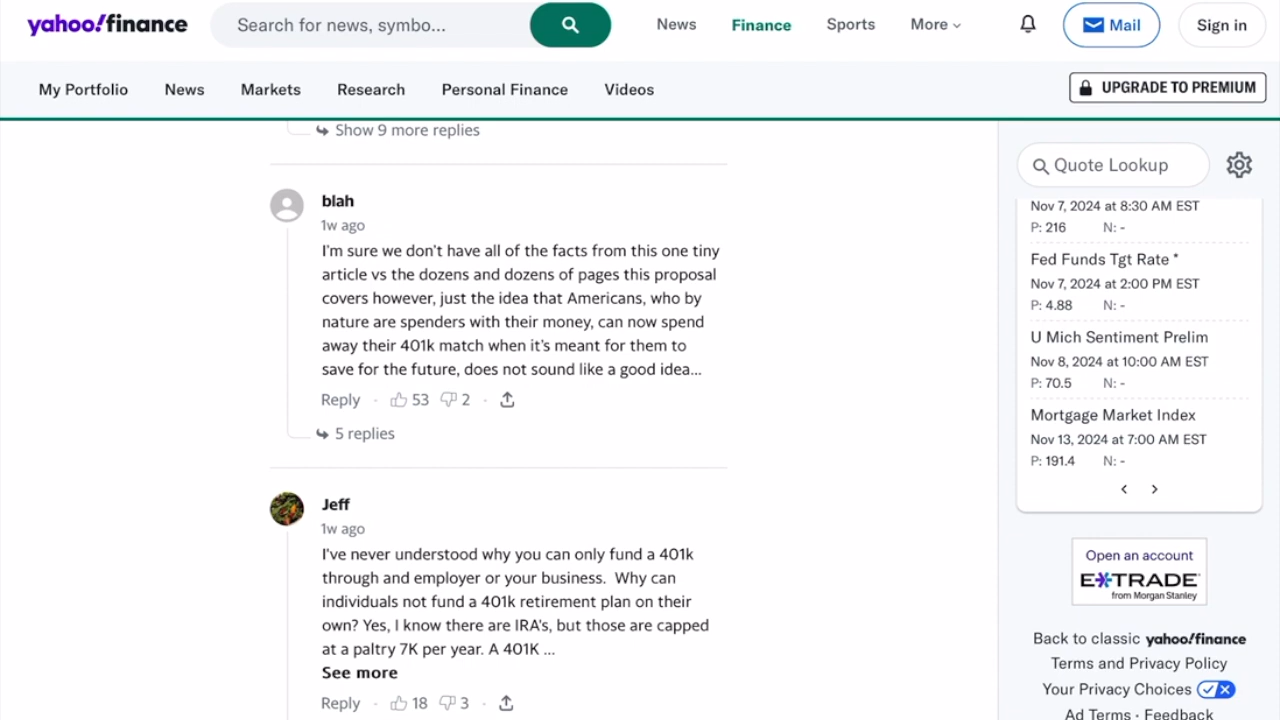 yahoo!finance
Search for news, symbo...
News
Finance
Sports
More
Mail
Sign in
My Portfolio
News
Markets
Research
Personal Finance
Videos
UPGRADE TO PREMIUM
Show 9 more replies
blah
1w ago
I'm sure we don't have all of the facts from this one tiny
article vs the dozens and dozens of pages this proposal
covers however, just the idea that Americans, who by
nature are spenders with their money, can now spend
away their 401k match when it's meant for them to
save for the future, does not sound like a good idea...
Reply · 53 2 ·
5 replies
Jeff
1w ago
I've never understood why you can only fund a 401k
through and employer or your business.  Why can
individuals not fund a 401k retirement plan on their
own? Yes, I know there are IRA's, but those are capped
at a paltry 7K per year. A 401K ...
See more
Reply · 18 3 ·
Quote Lookup
Nov 7, 2024 at 8:30 AM EST
P: 216 N: -
Fed Funds Tgt Rate *
Nov 7, 2024 at 2:00 PM EST
P: 4.88 N: -
U Mich Sentiment Prelim
Nov 8, 2024 at 10:00 AM EST
P: 70.5 N: -
Mortgage Market Index
Nov 13, 2024 at 7:00 AM EST
P: 191.4 N: -
Open an account
E*TRADE
from Morgan Stanley
Back to classic yahoo!finance
Terms and Privacy Policy
Your Privacy Choices
Ad Terms · Feedback